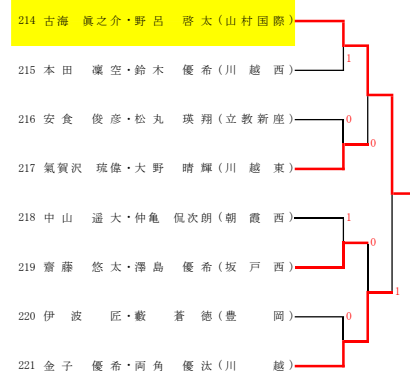 214 古海 眞之介・野呂 啓太(山村国際)
1
215 本田 凜空・鈴木 優希(川越西)
216 安食 俊彦・松丸 瑛翔(立教新座)
0
0
217 氣賀沢 琉偉・大野 晴輝(川越東)
218 中山 遥大・仲亀 侃次朗(朝霞西)
1
0
219 齋藤 悠太・澤島 優希(坂戸西)
1
220 伊波 匠・藪 蒼徳(豊岡)
0
221 金子 優希・両角 優汰(川越)